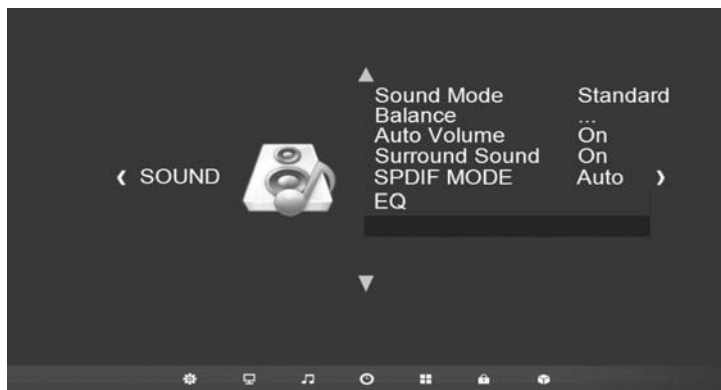 Sound Mode Standard
Balance ...
Auto Volume On
Surround Sound On
SOUND SPDIF MODE Auto
EQ